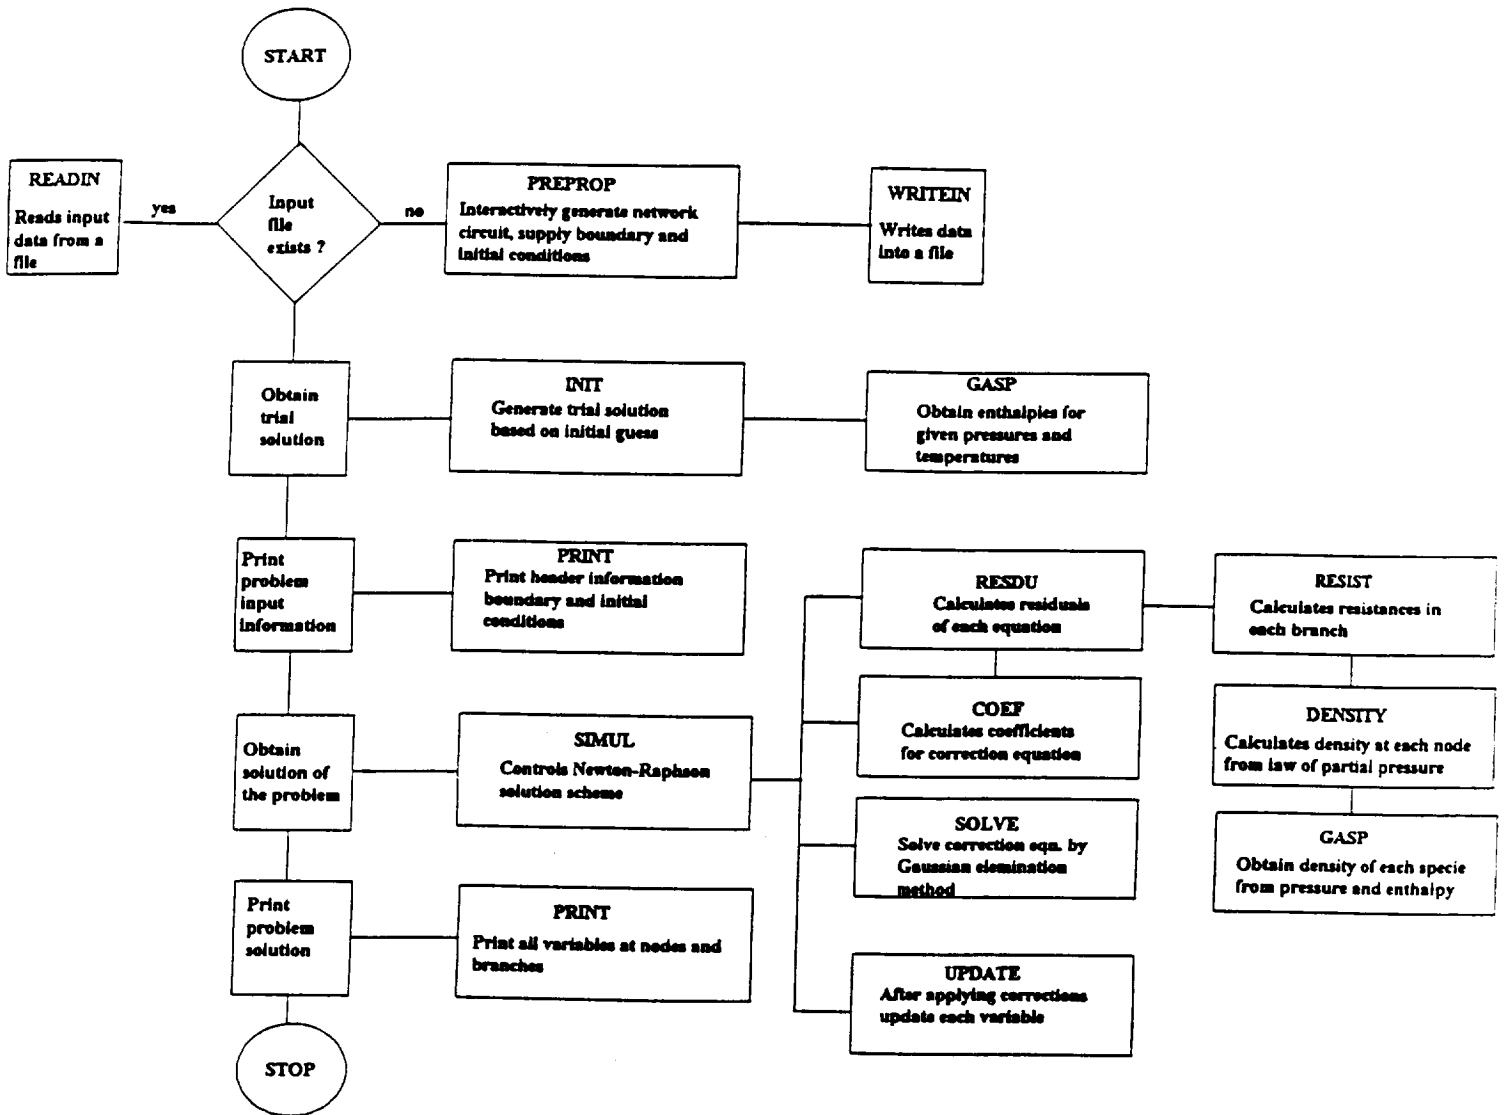 START
READIN
Reads input
data from a
file
yes
Input
file
exists ?
no
PREPROP
Interactively generate network
circuit, supply boundary and
initial conditions
WRITEIN
Writes data
into a file
Obtain
trial
solution
INIT
Generate trial solution
based on initial guess
GASP
Obtain enthalpies for
given pressures and
temperatures
Print
problem
input
information
PRINT
Print header information
boundary and initial
conditions
RESDU
Calculates residuals
of each equation
RESIST
Calculates resistances in
each branch
COEF
Calculates coefficients
for correction equation
DENSITY
Calculates density at each node
from law of partial pressure
Obtain
solution of
the problem
SIMUL
Controls Newton-Raphson
solution scheme
SOLVE
Solve correction eqn. by
Gaussian elemination
method
GASP
Obtain density of each specie
from pressure and enthalpy
Print
problem
solution
PRINT
Print all variables at nodes and
branches
UPDATE
After applying corrections
update each variable
STOP